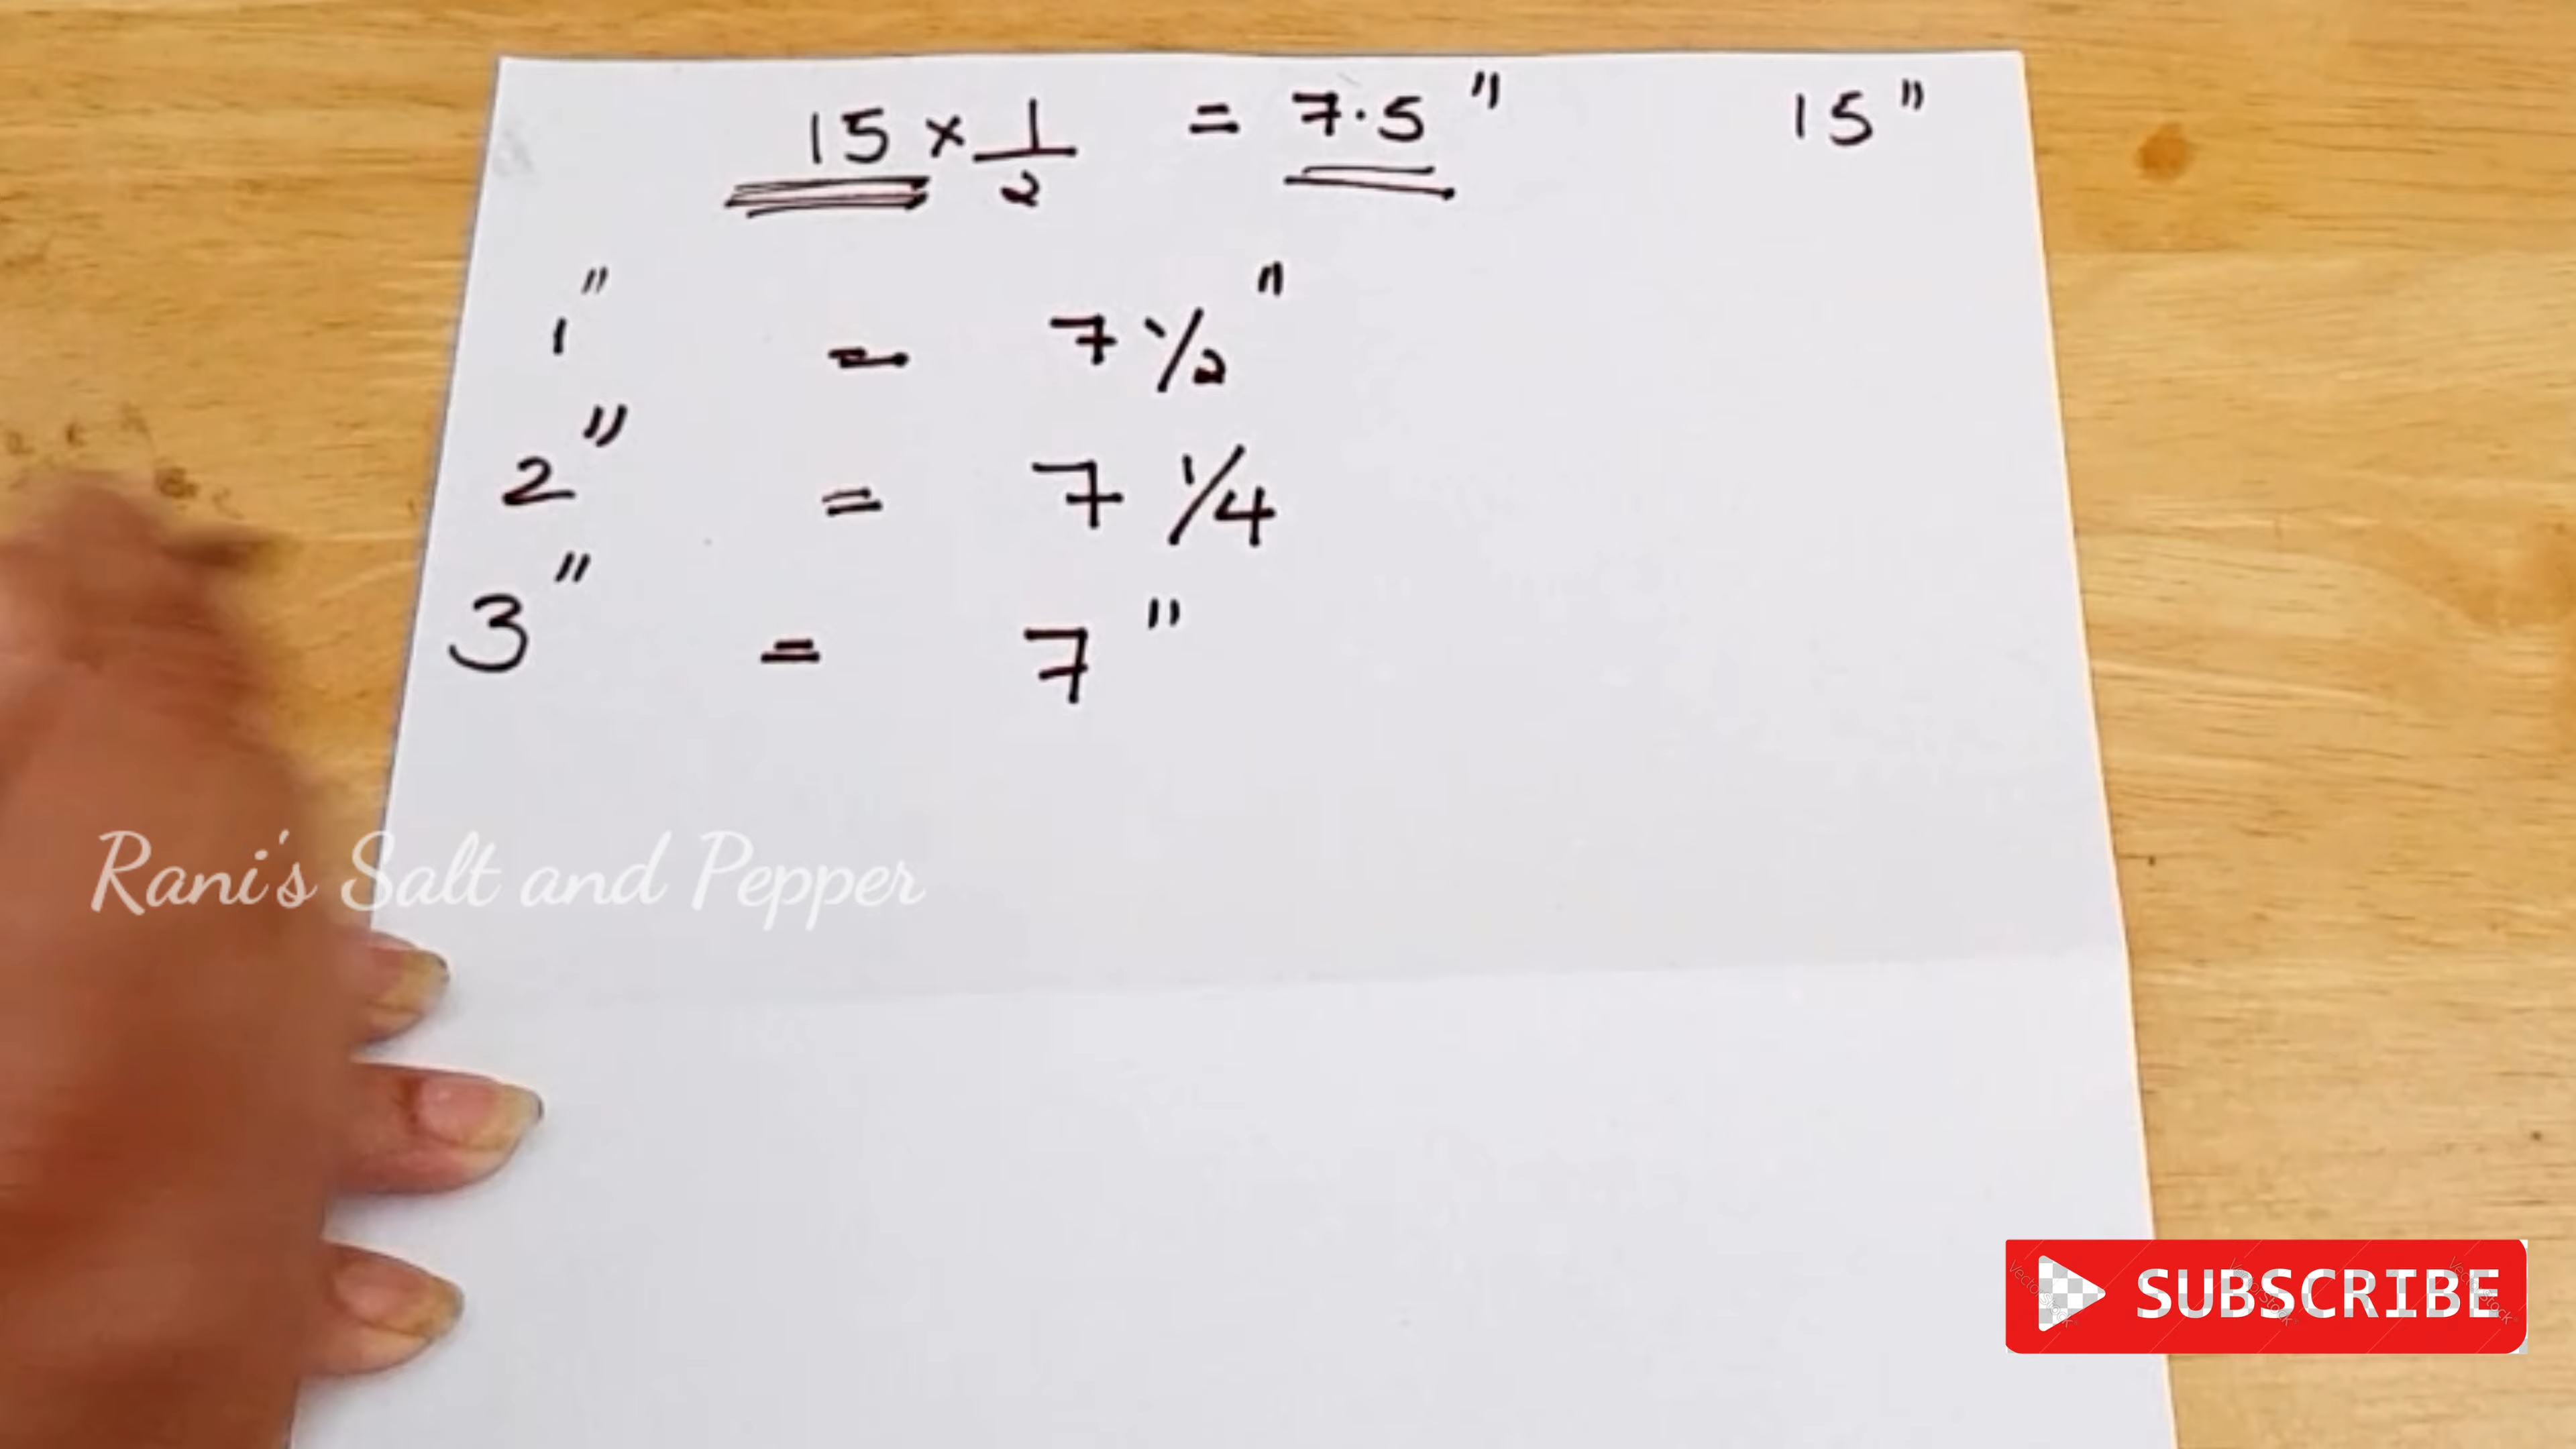 15 × 1/2 = 7.5" 15"
1" = 7 1/2"
2" = 7 1/4
3" = 7"
Rani's Salt and Pepper
SUBSCRIBE